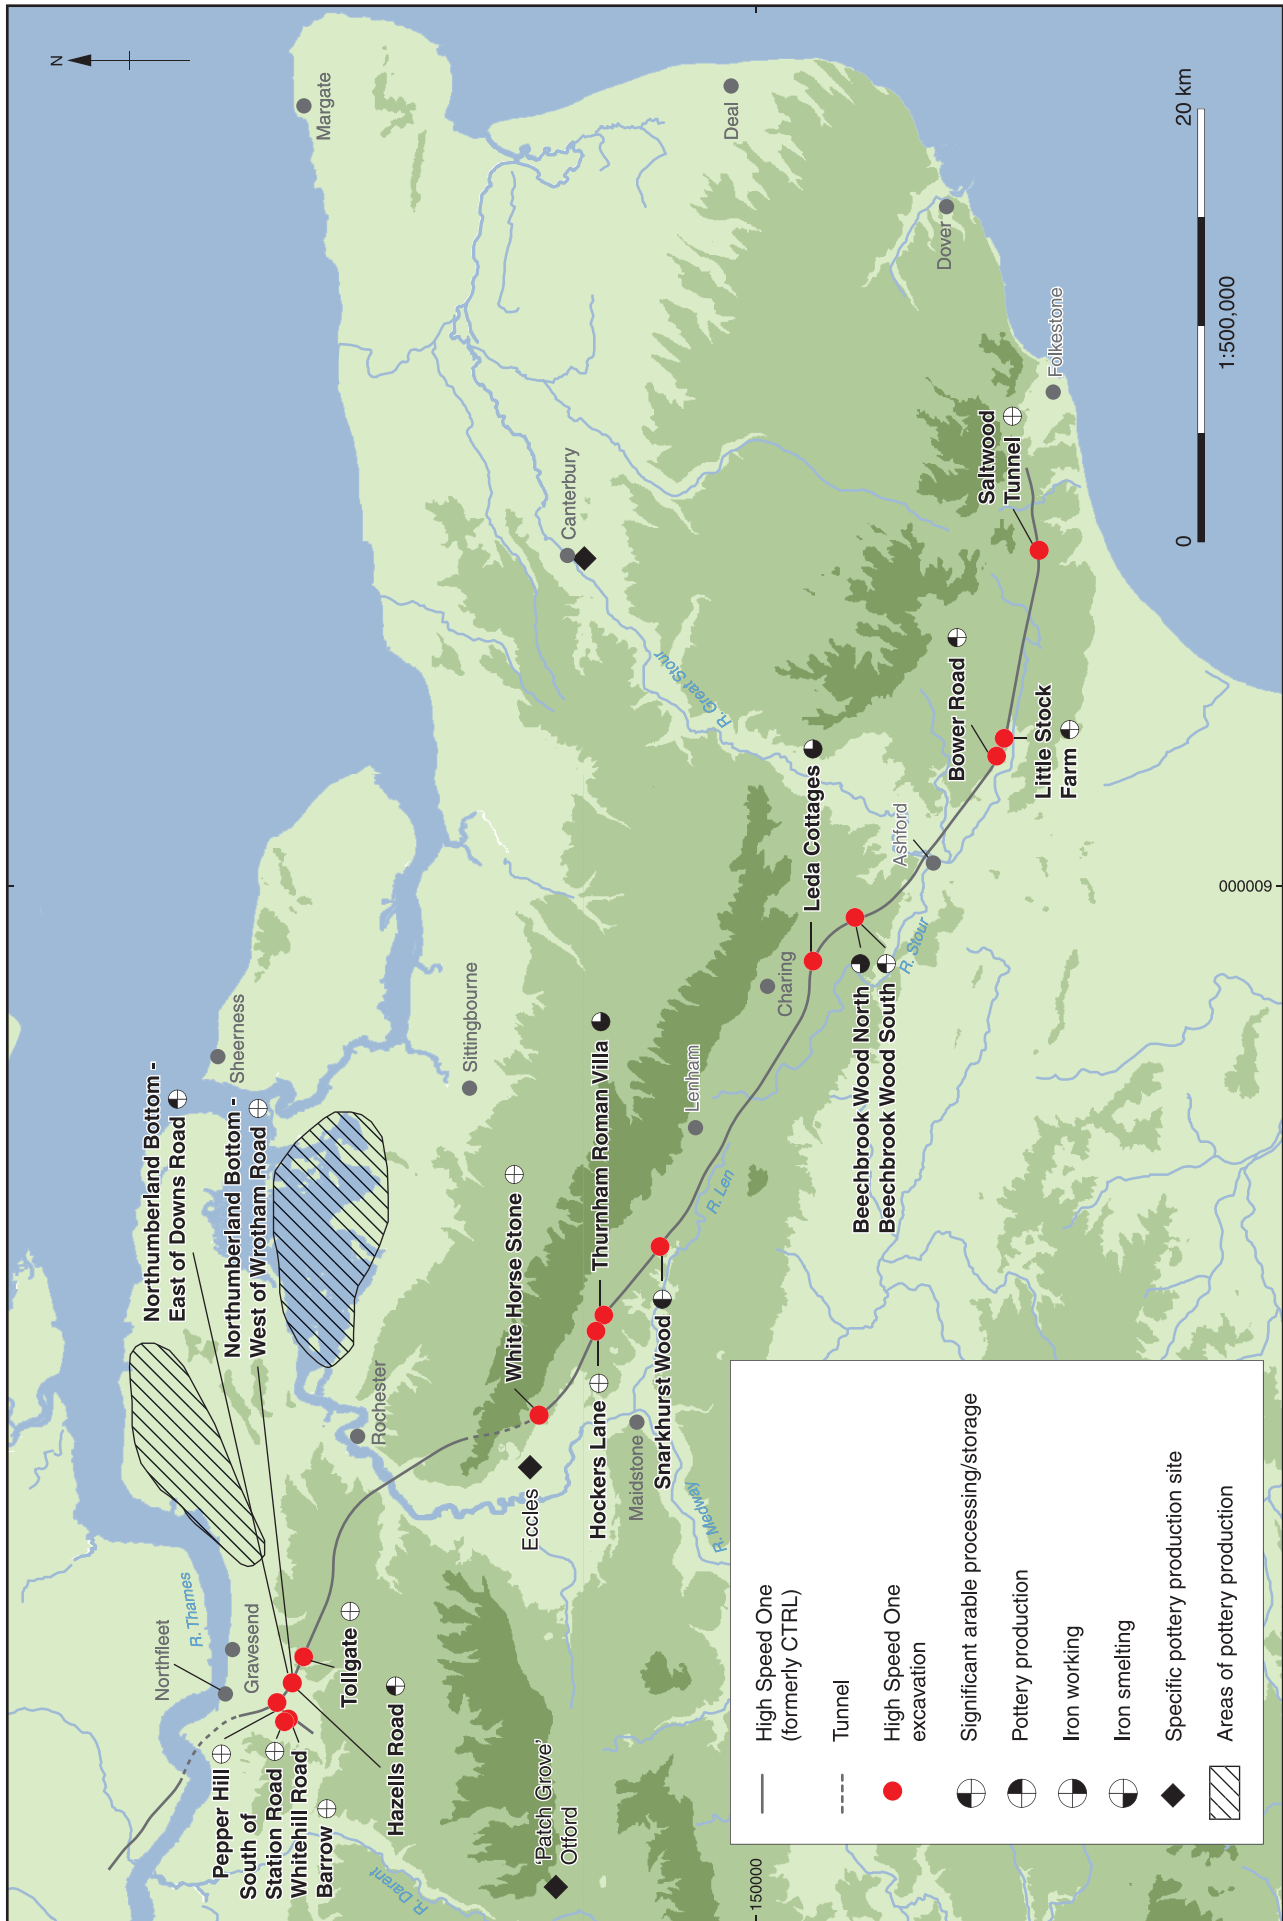 N
Margate
Deal
Dover
Folkestone
Canterbury
R. Great Stour
Saltwood
Tunnel
Bower Road
Little Stock
Farm
Leda Cottages
Ashford
R. Stour
Charing
Beechbrook Wood North
Beechbrook Wood South
Sheerness
Sittingbourne
Lenham
R. Len
Northumberland Bottom -
East of Downs Road
Northumberland Bottom -
West of Wrotham Road
Thurnham Roman Villa
White Horse Stone
Hockers Lane
Snarkhurst Wood
Maidstone
R. Medway
Rochester
Eccles
Northfleet
R. Thames
Gravesend
Tollgate
Hazells Road
Pepper Hill
South of
Station Road
Whitehill Road
Barrow
R. Darent
'Patch Grove'
Otford
150000
600000
0
20 km
1:500,000
High Speed One
(formerly CTRL)
Tunnel
High Speed One
excavation
Significant arable processing/storage
Pottery production
Iron working
Iron smelting
Specific pottery production site
Areas of pottery production